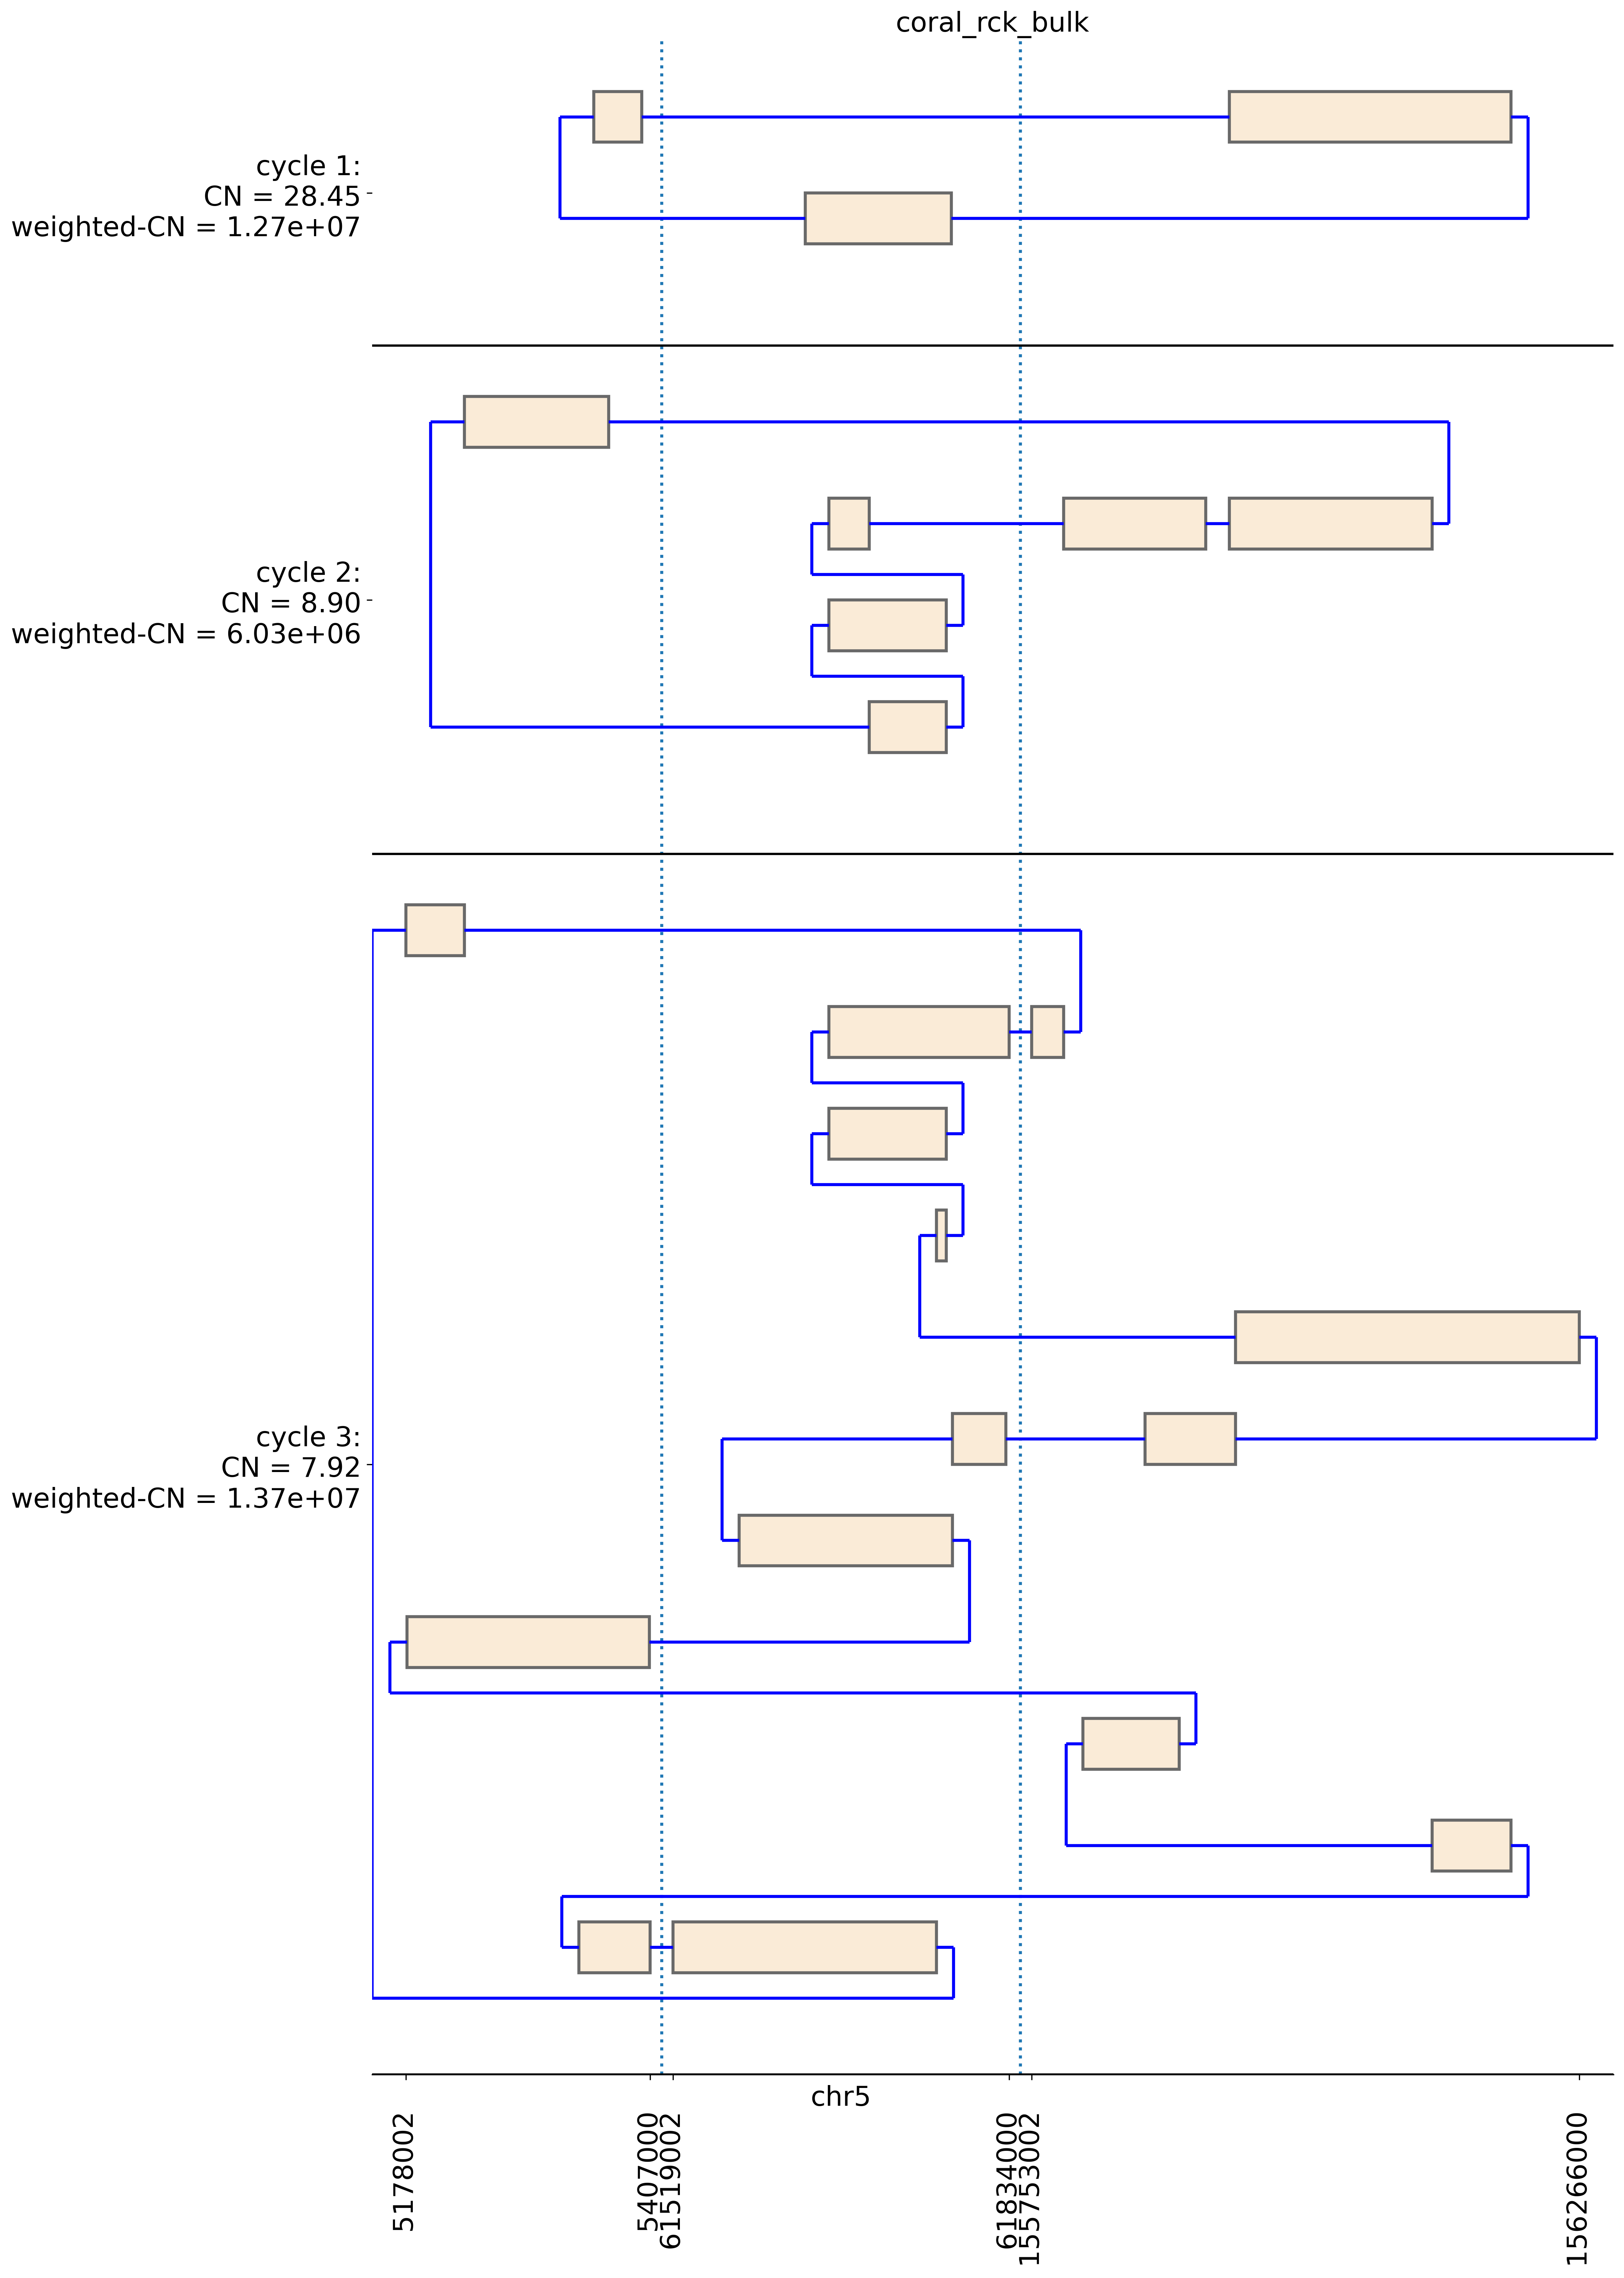 coral_rck_bulk
cycle 1:
CN = 28.45
weighted-CN = 1.27e+07
cycle 2:
CN = 8.90
weighted-CN = 6.03e+06
cycle 3:
CN = 7.92
weighted-CN = 1.37e+07
chr5
5178002
5407000
61519002
61834000
155753002
156266000